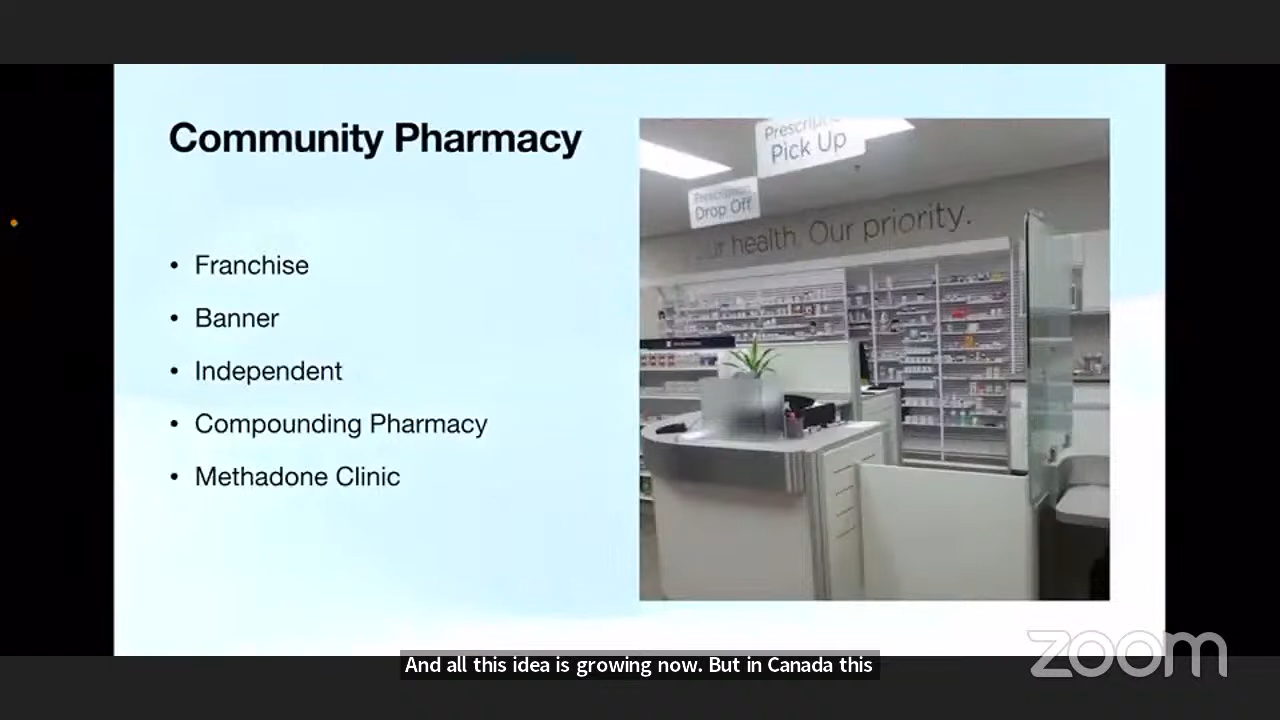 Community Pharmacy
• Franchise
• Banner
• Independent
• Compounding Pharmacy
• Methadone Clinic
Pick Up
Drop Off
health. Our priority.
And all this idea is growing now. But in Canada this
zoom